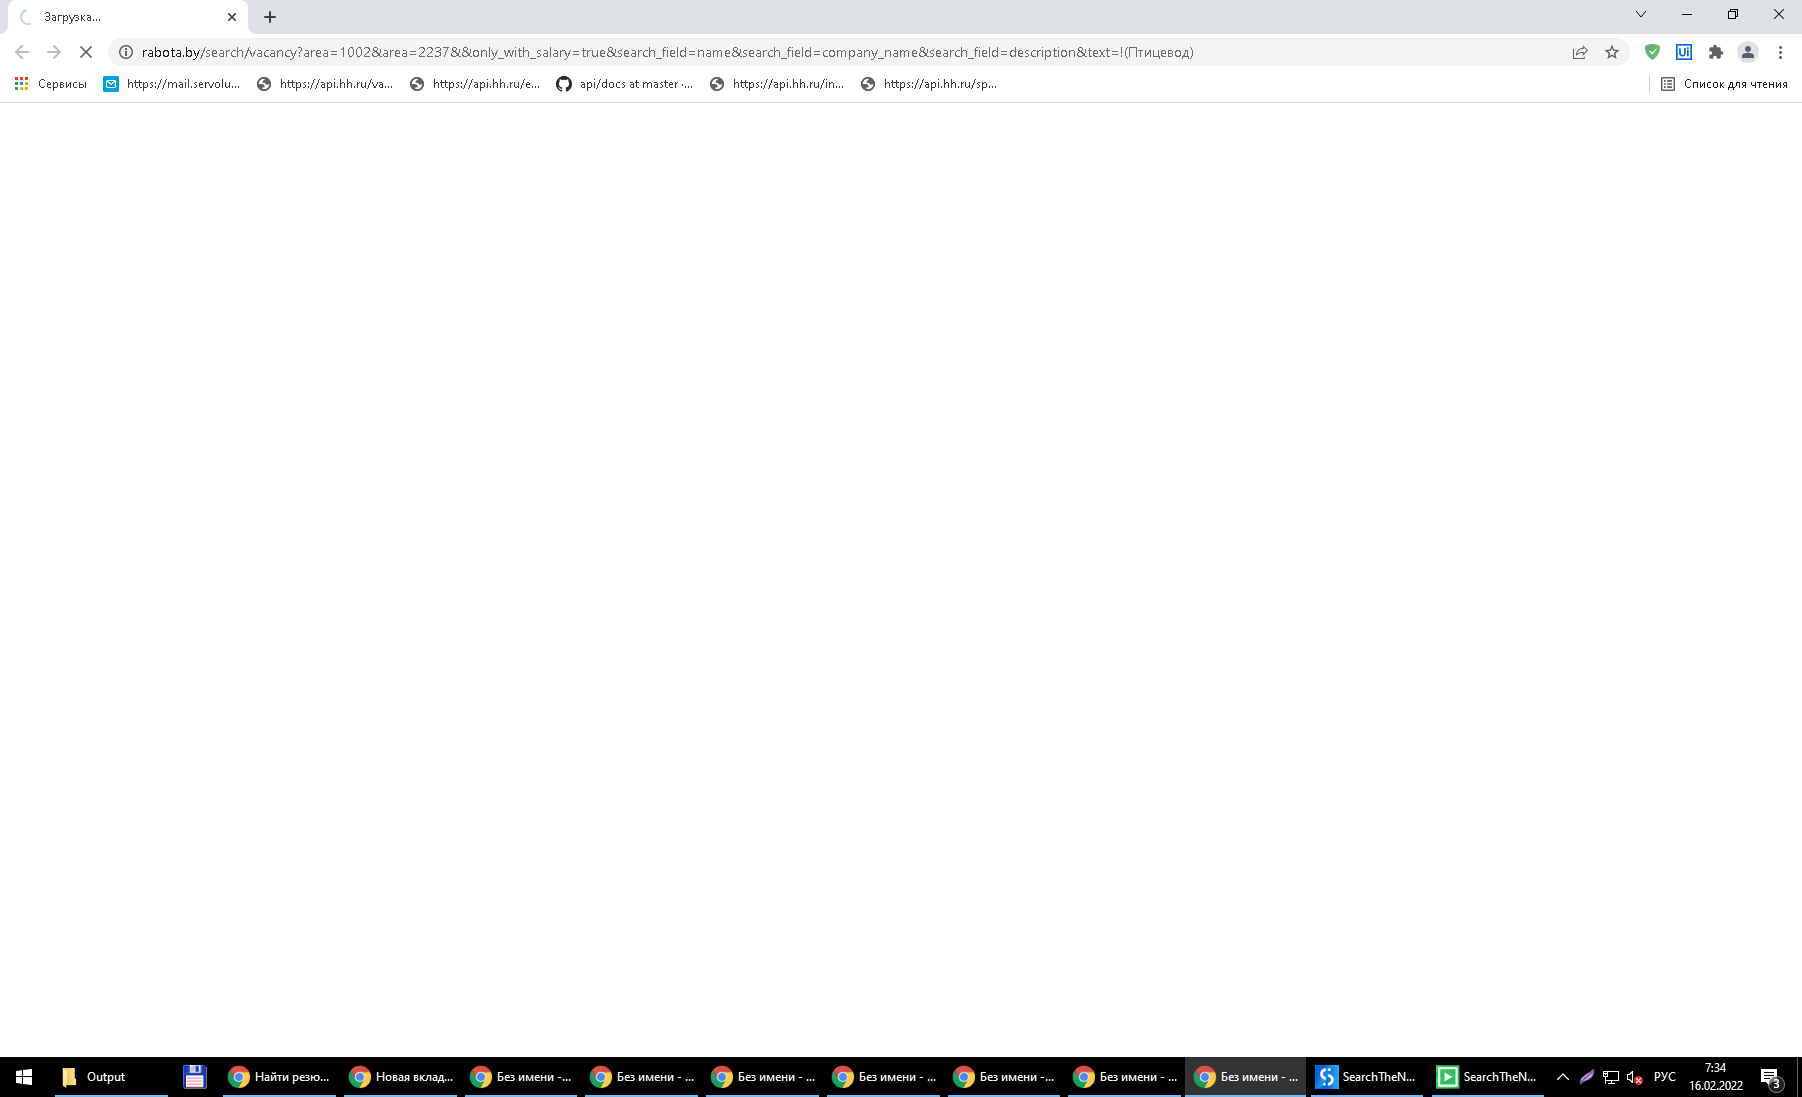 Загрузка...
rabota.by/search/vacancy?area=1002&area=2237&&only_with_salary=true&search_field=name&search_field=company_name&search_field=description&text=!(Птицевод)
Сервисы https://mail.servolu... https://api.hh.ru/va... https://api.hh.ru/e... api/docs at master ·... https://api.hh.ru/in... https://api.hh.ru/sp... Список для чтения
Output Найти резю... Новая вклад... Без имени -... Без имени - ... Без имени - ... Без имени - ... Без имени -... Без имени - ... Без имени - ... SearchTheN... SearchTheN... РУС 7:34
16.02.2022 3